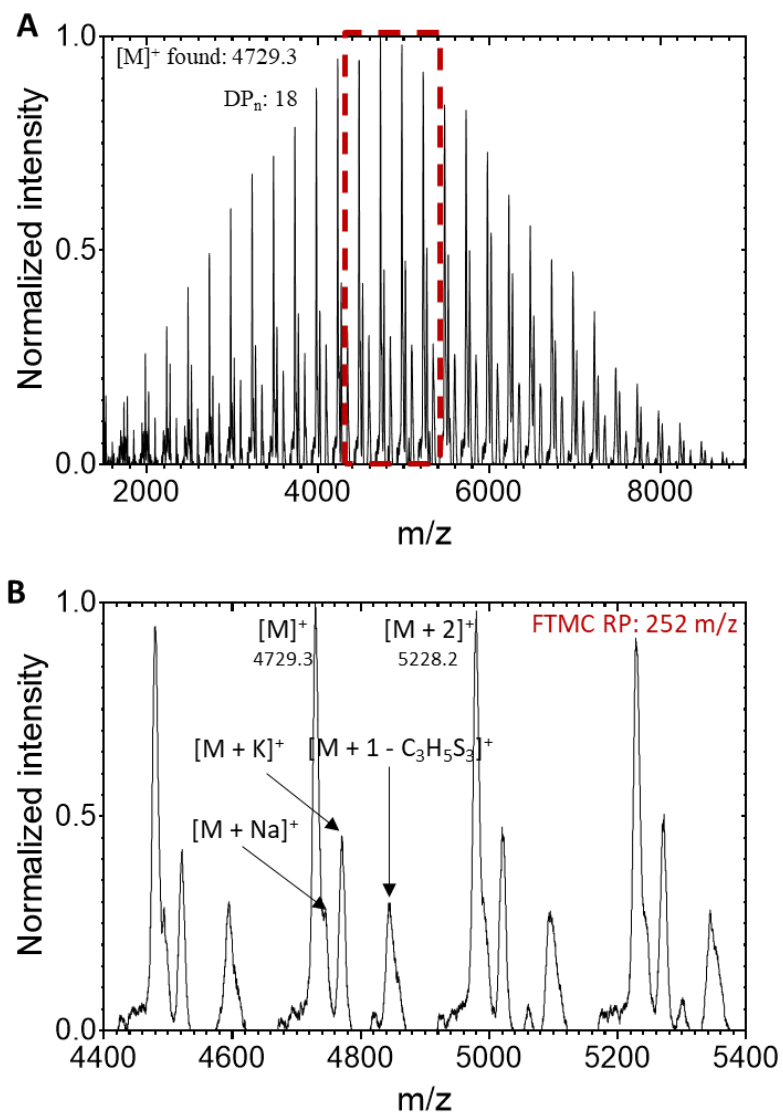 A
[M]⁺ found: 4729.3
DPₙ: 18
Normalized intensity
1.0
0.5
0.0
2000 4000 6000 8000
m/z
B
[M]⁺ [M + 2]⁺ FTMC RP: 252 m/z
4729.3 5228.2
[M + K]⁺ [M + 1 - C₃H₅S₃]⁺
[M + Na]⁺
Normalized intensity
1.0
0.5
0.0
4400 4600 4800 5000 5200 5400
m/z